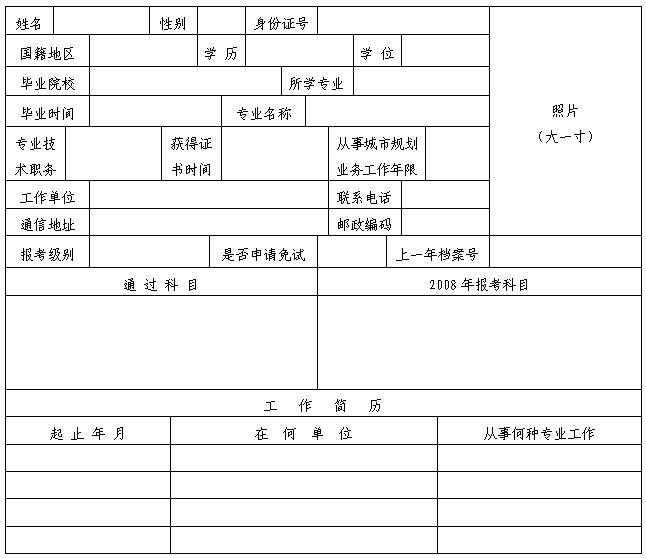 姓名 性别 身份证号
国籍地区 学 历 学 位
毕业院校 所学专业
照片
（大一寸）
毕业时间 专业名称
专业技
术职务
获得证
书时间
从事城市规划
业务工作年限
工作单位 联系电话
通信地址 邮政编码
报考级别 是否申请免试 上一年档案号
通 过 科 目 2008 年报考科目
工 作 简 历
起 止 年 月 在 何 单 位 从事何种专业工作